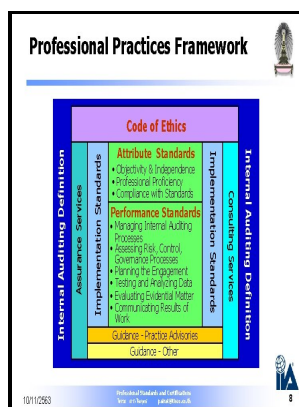 Professional Practices Framework
Code of Ethics
Internal Auditing Definition
Assurance Services
Implementation Standards
Attribute Standards
• Objectivity & Independence
• Professional Proficiency
• Compliance with Standards
Performance Standards
• Managing Internal Auditing
Processes
• Assessing Risk, Control,
Governance Processes
• Planning the Engagement
• Testing and Analyzing Data
• Evaluating Evidential Matter
• Communicating Results of
Work
Implementation Standards
Consulting Services
Internal Auditing Definition
Guidance - Practice Advisories
Guidance - Other
10/11/2563
Professional Standards and Certifications
IIA
8